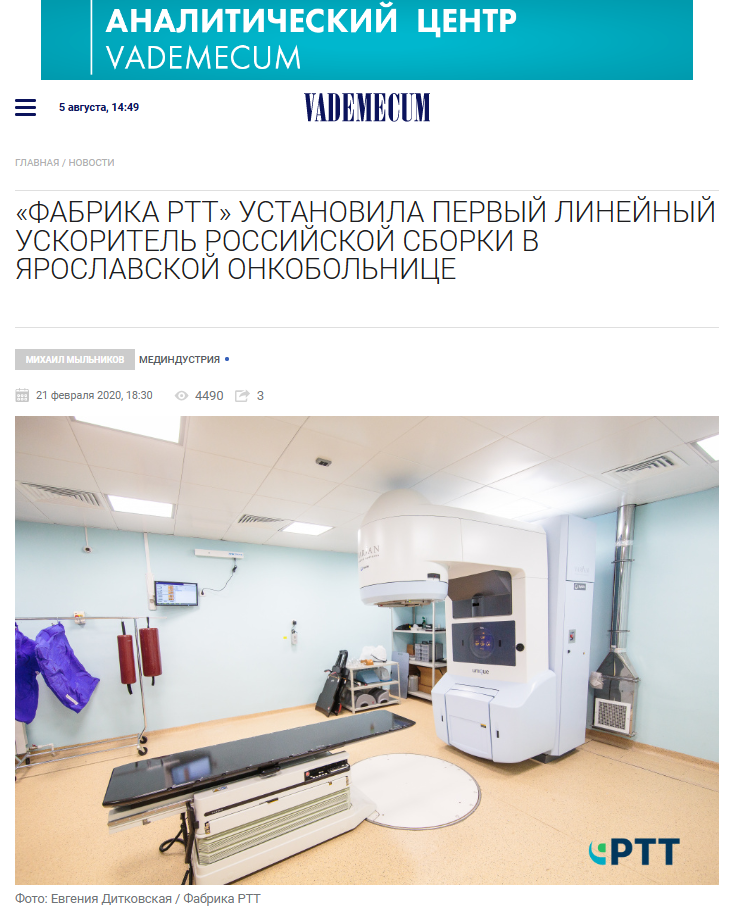 АНАЛИТИЧЕСКИЙ ЦЕНТР
VADEMECUM
5 августа, 14:49
VADEMECUM
ГЛАВНАЯ / НОВОСТИ
«ФАБРИКА РТТ» УСТАНОВИЛА ПЕРВЫЙ ЛИНЕЙНЫЙ
УСКОРИТЕЛЬ РОССИЙСКОЙ СБОРКИ В
ЯРОСЛАВСКОЙ ОНКОБОЛЬНИЦЕ
МИХАИЛ МЫЛЬНИКОВ МЕДИНДУСТРИЯ
21 февраля 2020, 18:30 4490 3
unique
РТТ
Фото: Евгения Дитковская / Фабрика РТТ